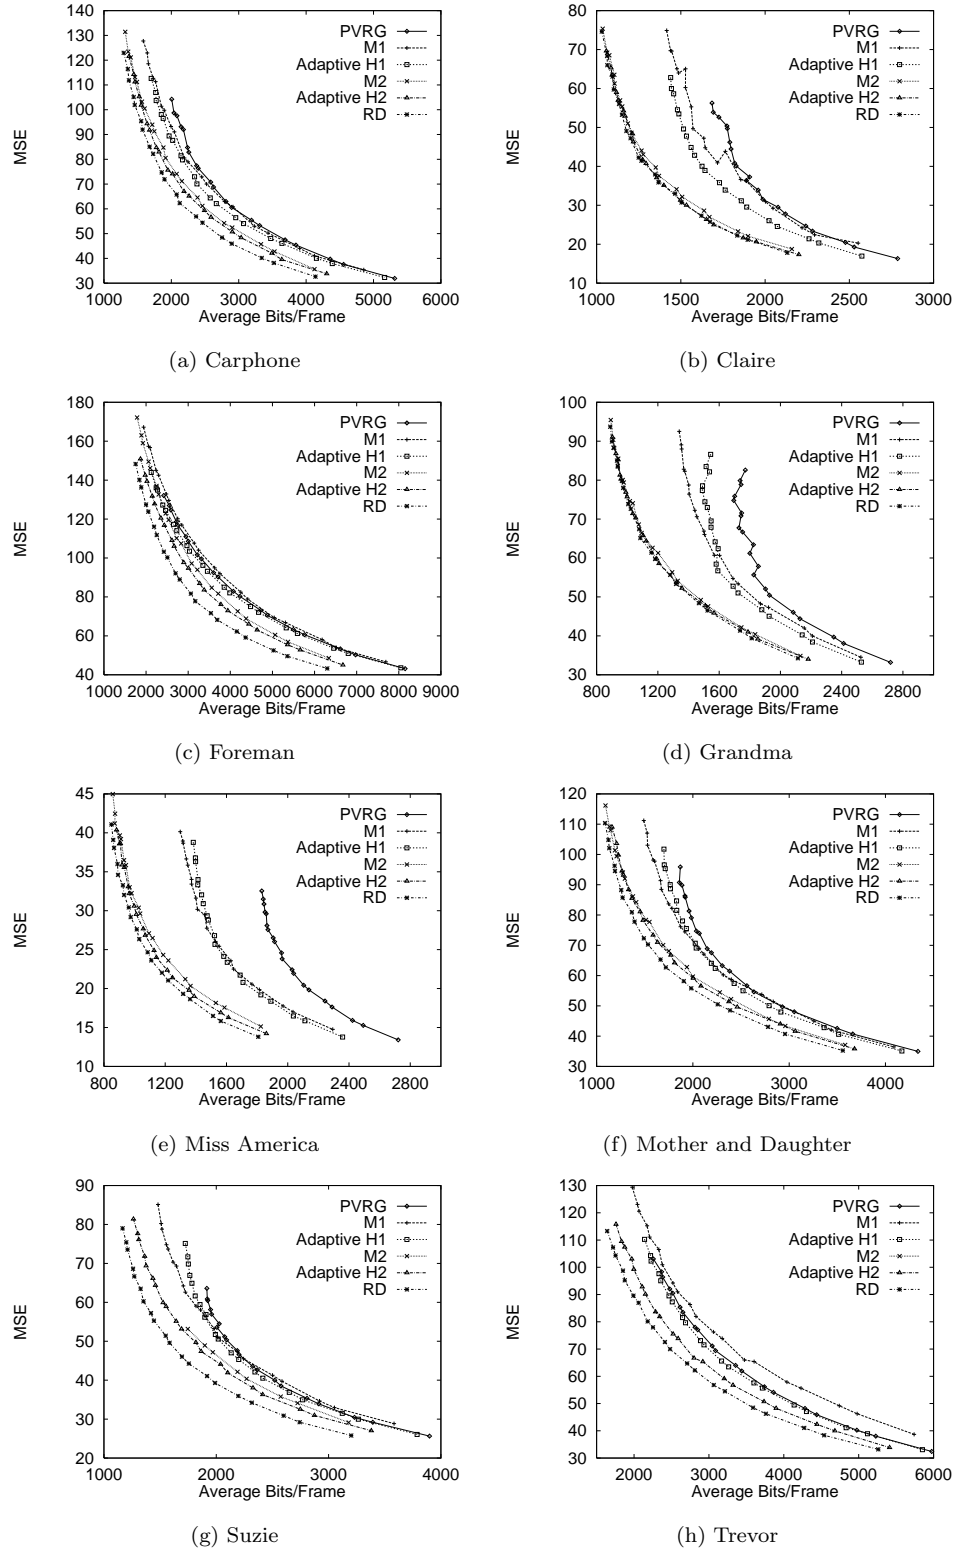 140
130
120
110
100
90
80
70
60
50
40
30
MSE
PVRG
M1
Adaptive H1
M2
Adaptive H2
RD
1000 2000 3000 4000 5000 6000
Average Bits/Frame
(a) Carphone
80
70
60
50
40
30
20
10
MSE
PVRG
M1
Adaptive H1
M2
Adaptive H2
RD
1000 1500 2000 2500 3000
Average Bits/Frame
(b) Claire
180
160
140
120
100
80
60
40
MSE
PVRG
M1
Adaptive H1
M2
Adaptive H2
RD
1000 2000 3000 4000 5000 6000 7000 8000 9000
Average Bits/Frame
(c) Foreman
100
90
80
70
60
50
40
30
MSE
PVRG
M1
Adaptive H1
M2
Adaptive H2
RD
800 1200 1600 2000 2400 2800
Average Bits/Frame
(d) Grandma
45
40
35
30
25
20
15
10
MSE
PVRG
M1
Adaptive H1
M2
Adaptive H2
RD
800 1200 1600 2000 2400 2800
Average Bits/Frame
(e) Miss America
120
110
100
90
80
70
60
50
40
30
MSE
PVRG
M1
Adaptive H1
M2
Adaptive H2
RD
1000 2000 3000 4000
Average Bits/Frame
(f) Mother and Daughter
90
80
70
60
50
40
30
20
MSE
PVRG
M1
Adaptive H1
M2
Adaptive H2
RD
1000 2000 3000 4000
Average Bits/Frame
(g) Suzie
130
120
110
100
90
80
70
60
50
40
30
MSE
PVRG
M1
Adaptive H1
M2
Adaptive H2
RD
2000 3000 4000 5000 6000
Average Bits/Frame
(h) Trevor